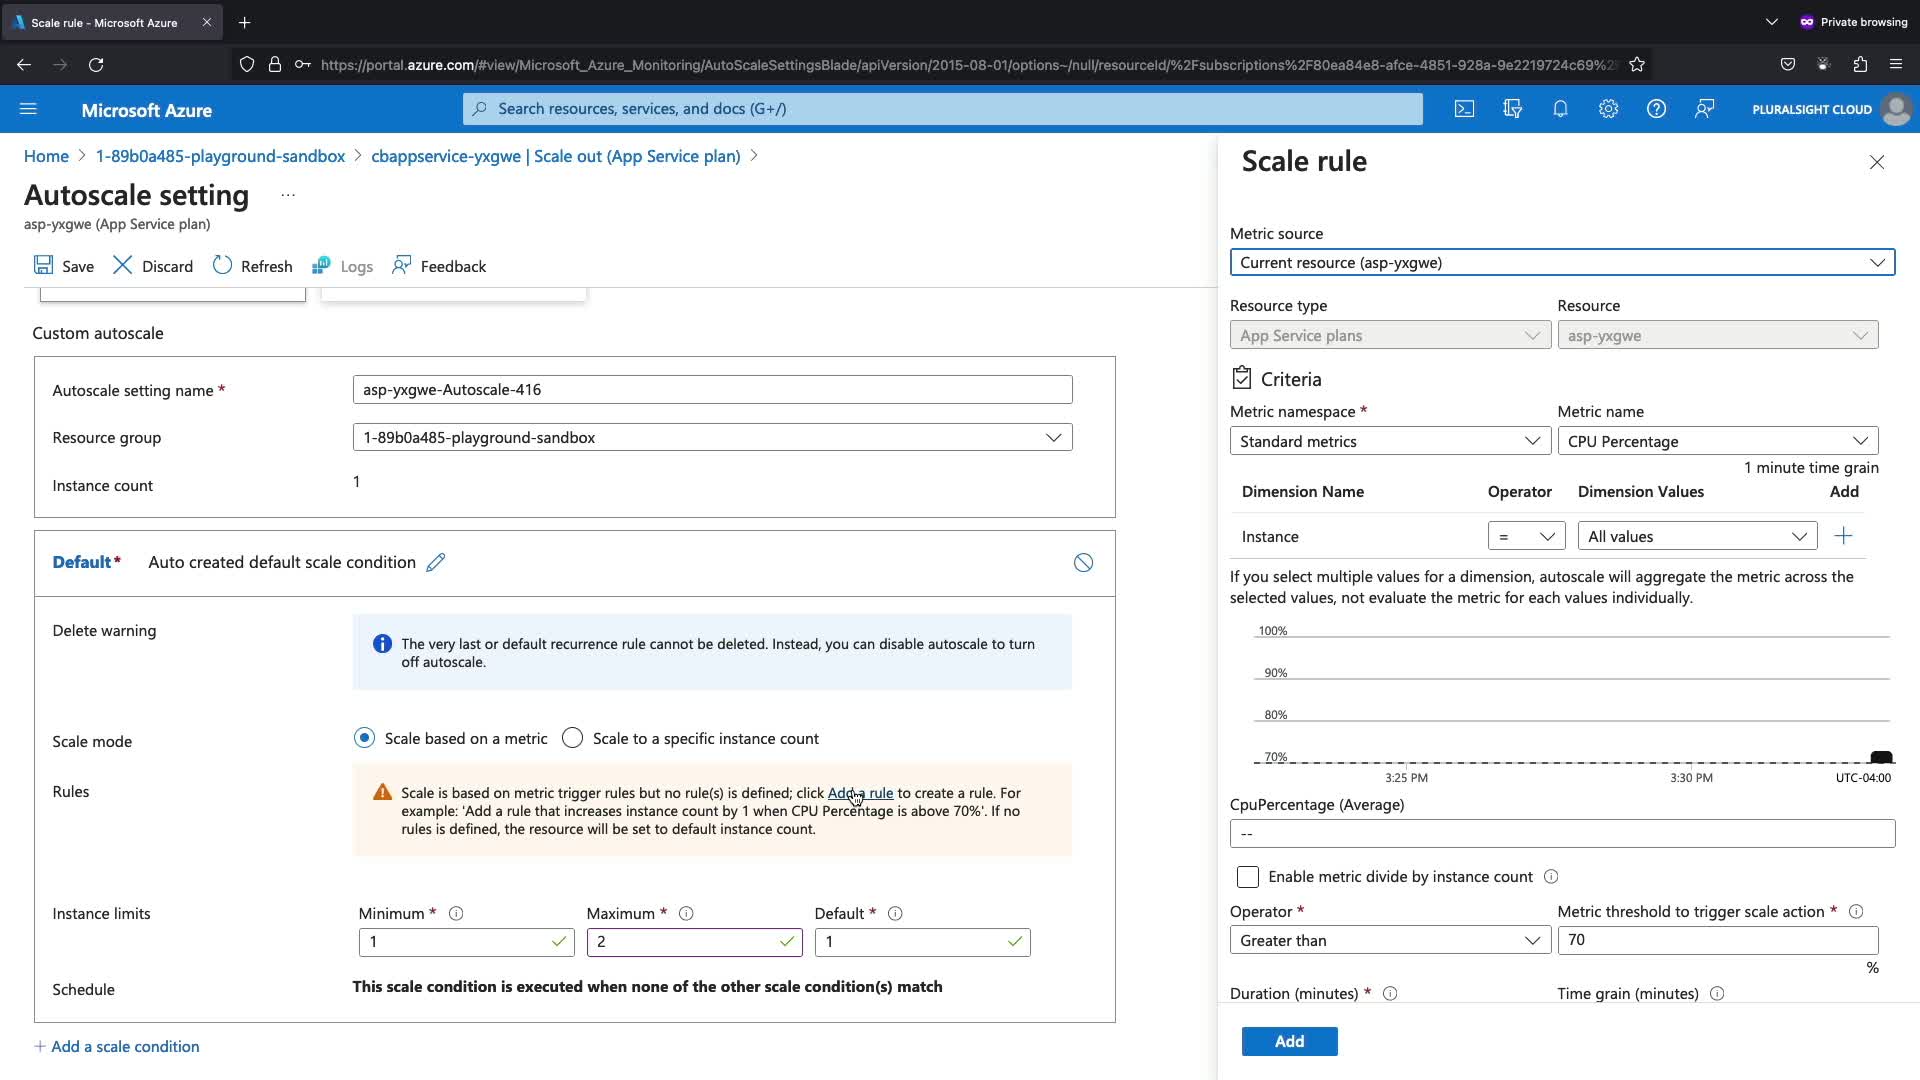 Scale rule - Microsoft Azure
Private browsing
https://portal.azure.com/#view/Microsoft_Azure_Monitoring/AutoScaleSettingsBlade/apiVersion/2015-08-01/options~/null/resourceId/%2Fsubscriptions%2F80ea84e8-afce-4851-928a-9e2219724c69%2
Microsoft Azure
Search resources, services, and docs (G+/)
PLURALSIGHT CLOUD
Home > 1-89b0a485-playground-sandbox > cbappservice-yxgwe | Scale out (App Service plan) >
Autoscale setting ...
asp-yxgwe (App Service plan)
Save Discard Refresh Logs Feedback
Custom autoscale
Autoscale setting name * asp-yxgwe-Autoscale-416
Resource group 1-89b0a485-playground-sandbox
Instance count 1
Default* Auto created default scale condition
Delete warning
The very last or default recurrence rule cannot be deleted. Instead, you can disable autoscale to turn
off autoscale.
Scale mode Scale based on a metric Scale to a specific instance count
Rules
Scale is based on metric trigger rules but no rule(s) is defined; click Add a rule to create a rule. For
example: 'Add a rule that increases instance count by 1 when CPU Percentage is above 70%'. If no
rules is defined, the resource will be set to default instance count.
Instance limits Minimum * Maximum * Default *
1 2 1
Schedule This scale condition is executed when none of the other scale condition(s) match
+ Add a scale condition
Scale rule
Metric source
Current resource (asp-yxgwe)
Resource type Resource
App Service plans asp-yxgwe
Criteria
Metric namespace * Metric name
Standard metrics CPU Percentage
1 minute time grain
Dimension Name Operator Dimension Values Add
Instance = All values +
If you select multiple values for a dimension, autoscale will aggregate the metric across the
selected values, not evaluate the metric for each values individually.
100%
90%
80%
70%
3:25 PM 3:30 PM UTC-04:00
CpuPercentage (Average)
--
Enable metric divide by instance count
Operator * Metric threshold to trigger scale action *
Greater than 70
%
Duration (minutes) * Time grain (minutes)
Add